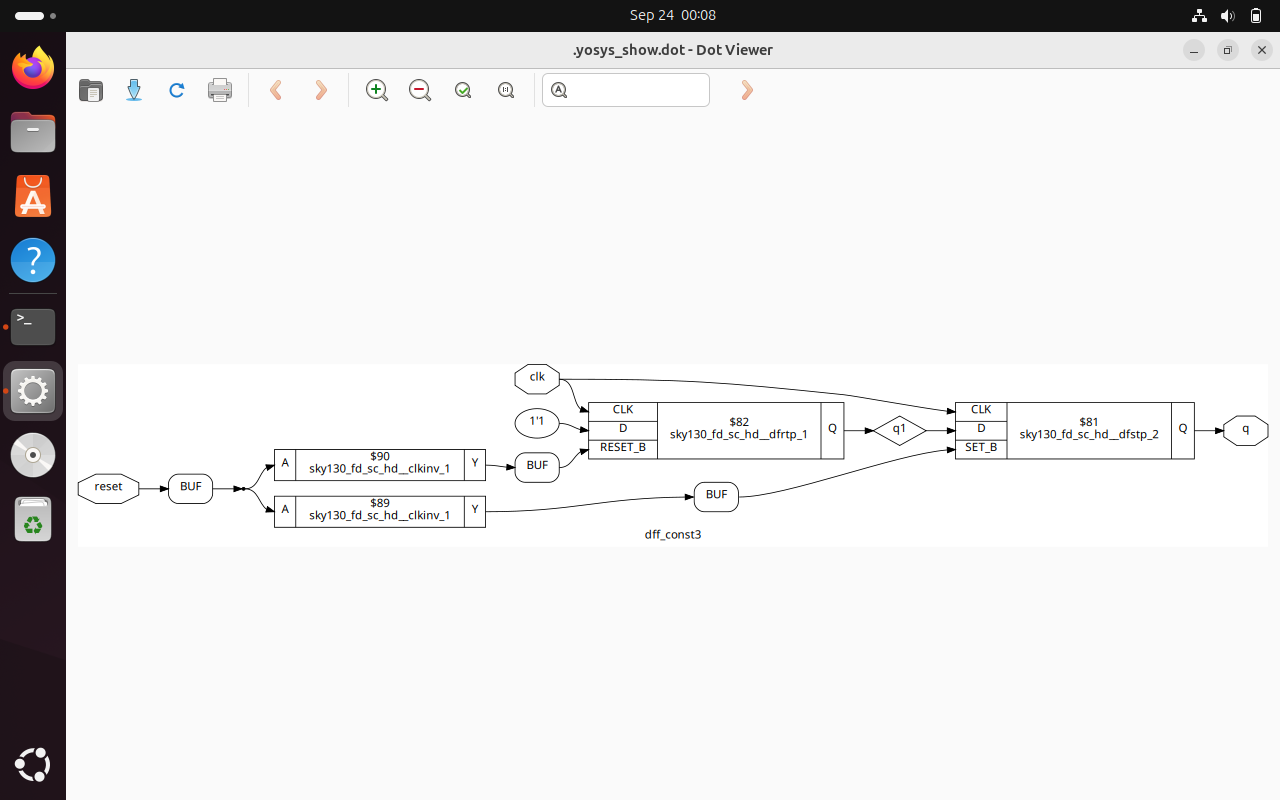 Sep 24 00:08
.yosys_show.dot - Dot Viewer
clk
1'1
CLK
D
RESET_B
$82
sky130_fd_sc_hd__dfrtp_1
Q
q1
CLK
D
SET_B
$81
sky130_fd_sc_hd__dfstp_2
Q
q
reset
BUF
A
$90
sky130_fd_sc_hd__clkinv_1
Y
BUF
A
$89
sky130_fd_sc_hd__clkinv_1
Y
BUF
dff_const3